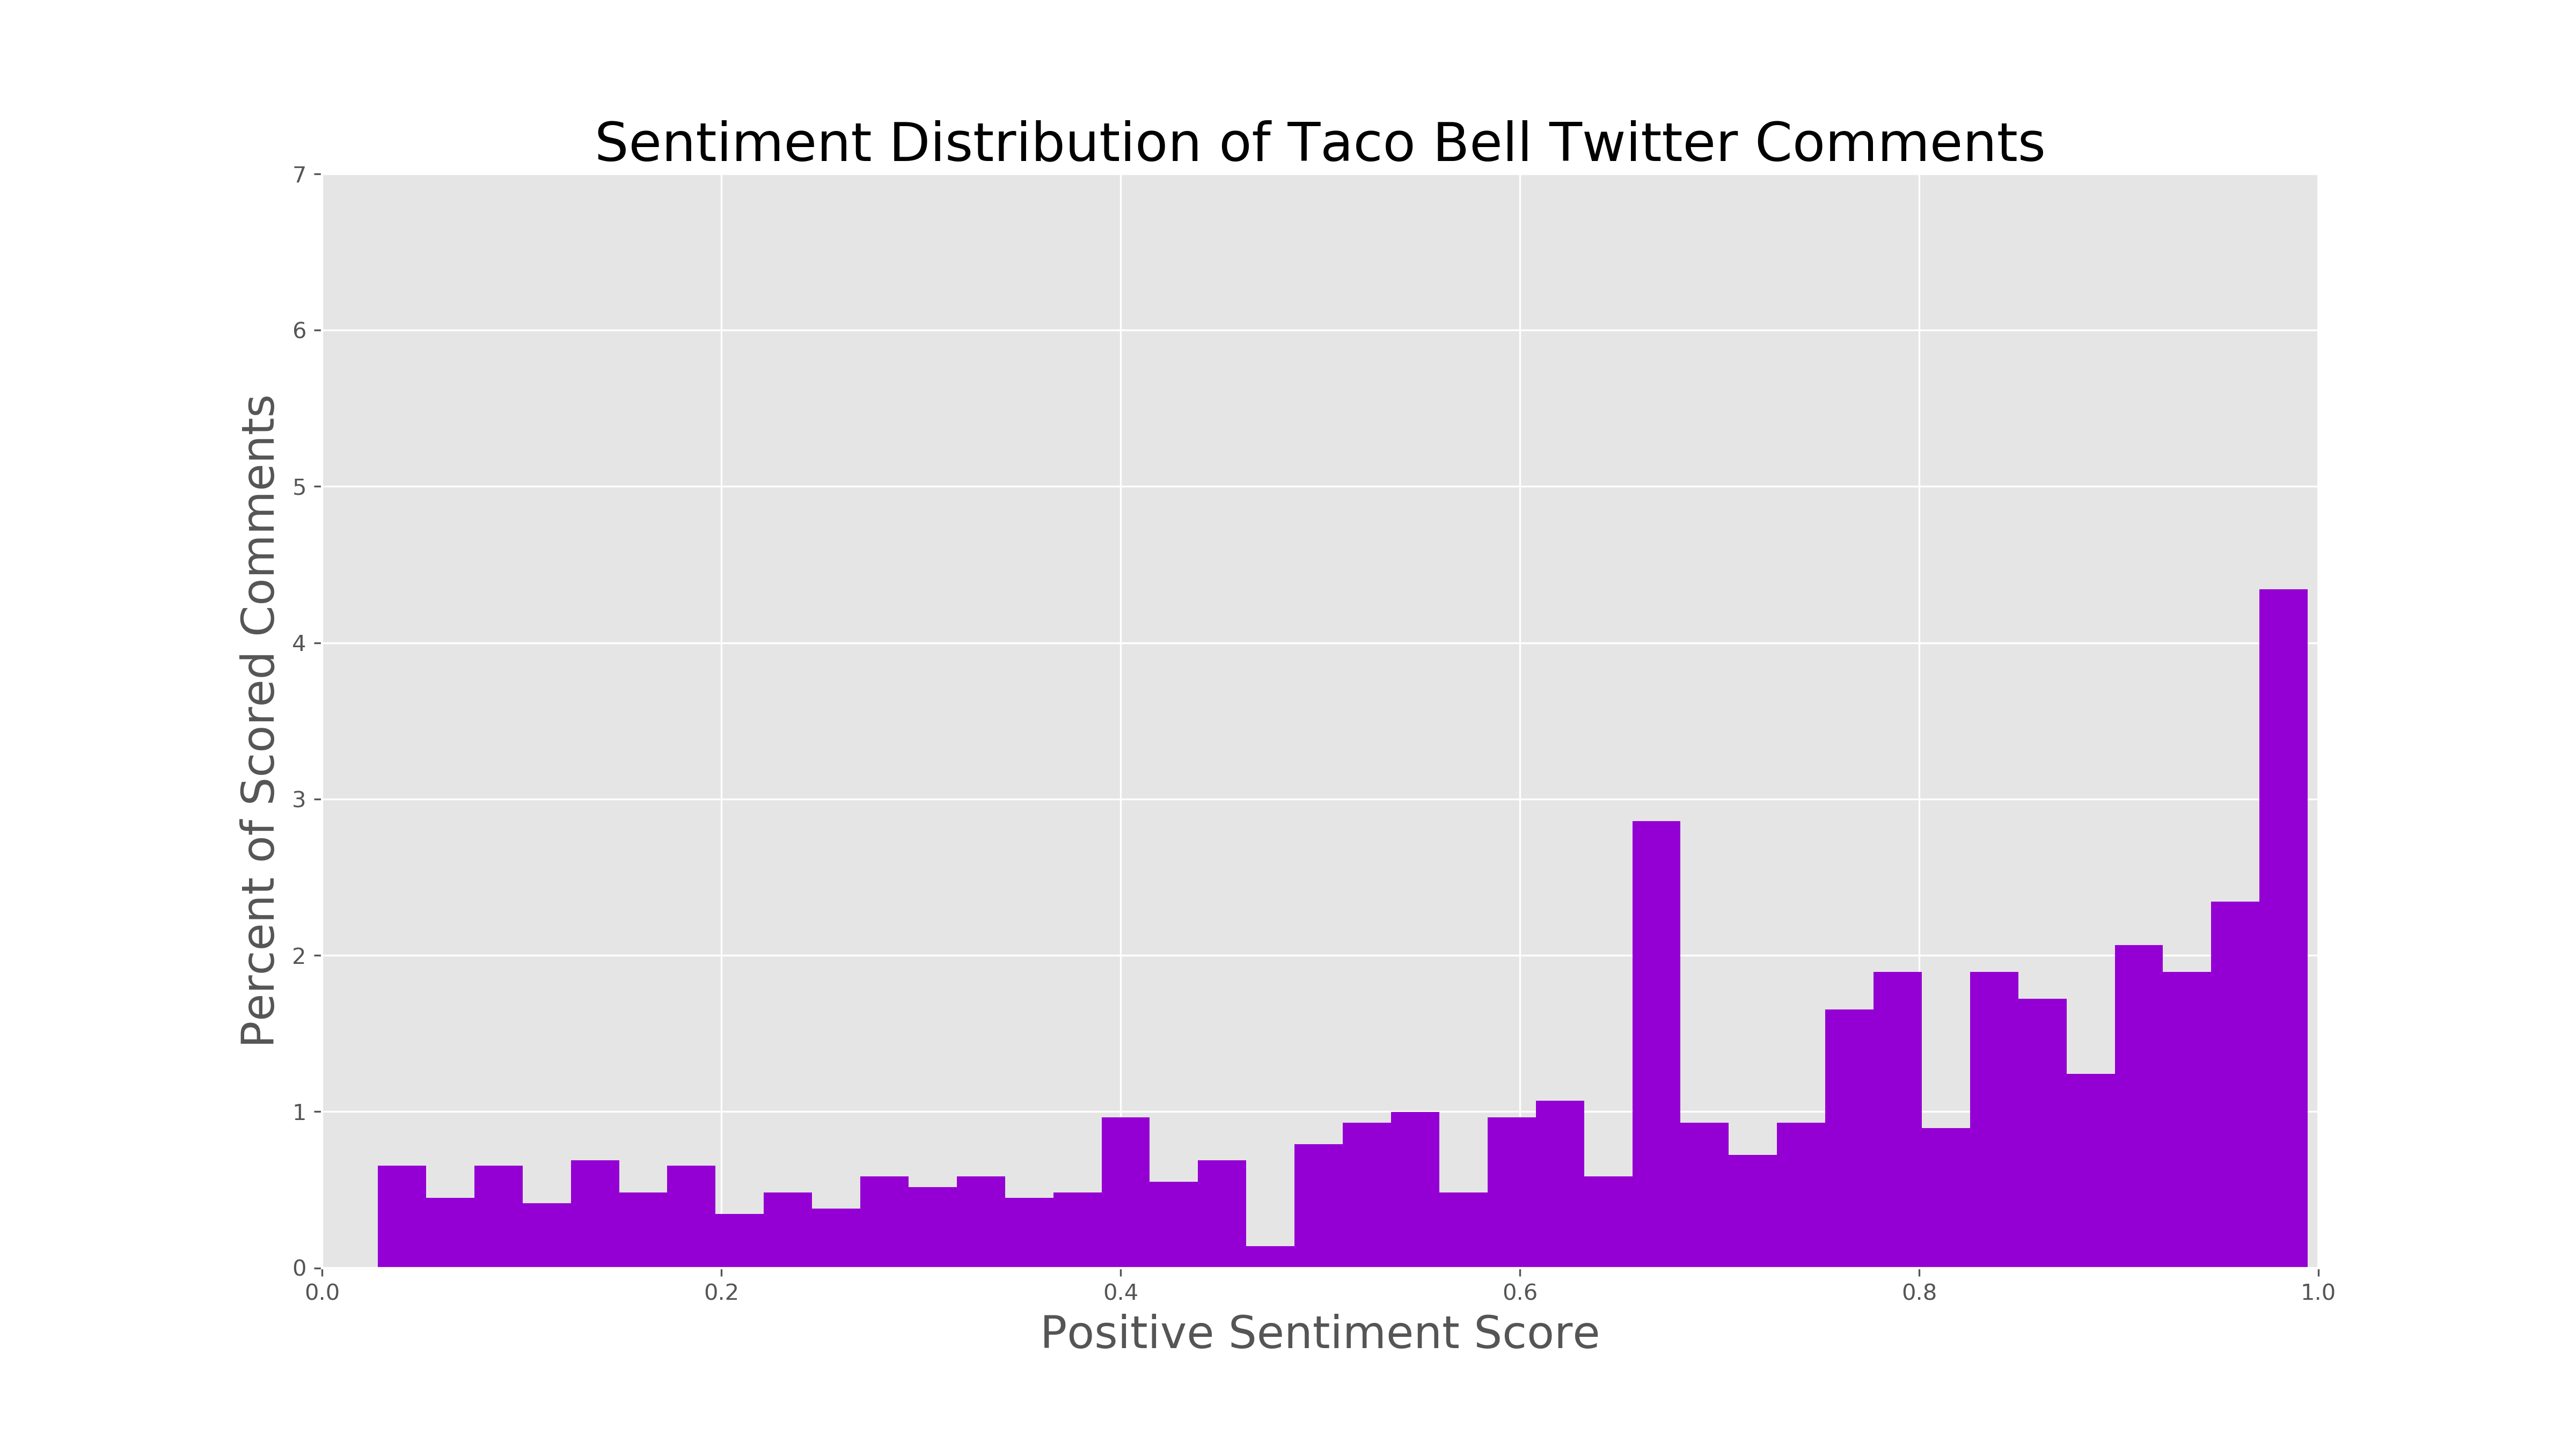 Sentiment Distribution of Taco Bell Twitter Comments
Percent of Scored Comments
7
6
5
4
3
2
1
0
0.0 0.2 0.4 0.6 0.8 1.0
Positive Sentiment Score